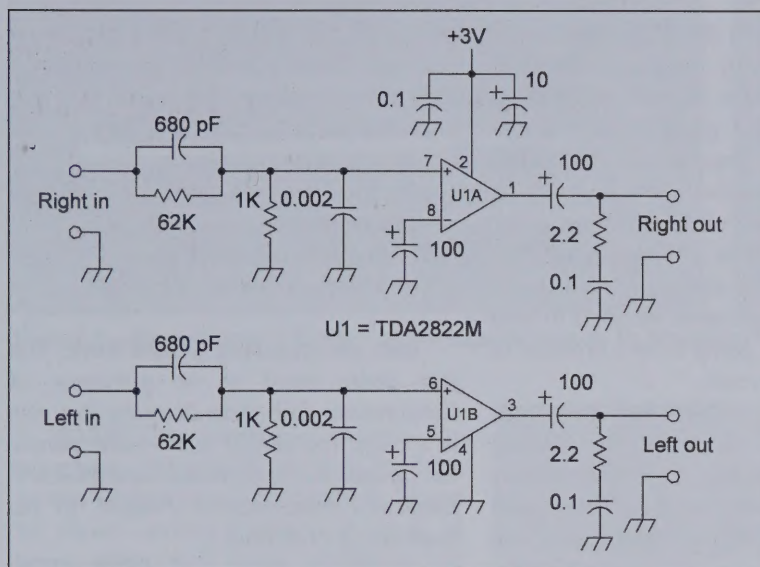 +3V
0.1
+
10
680 pF
Right in
62K
1K
0.002
7
+
2
U1A
1
8
−
+
100
+
100
2.2
0.1
Right out
U1 = TDA2822M
680 pF
Left in
62K
1K
0.002
6
+
U1B
3
5
−
4
+
100
+
100
2.2
0.1
Left out